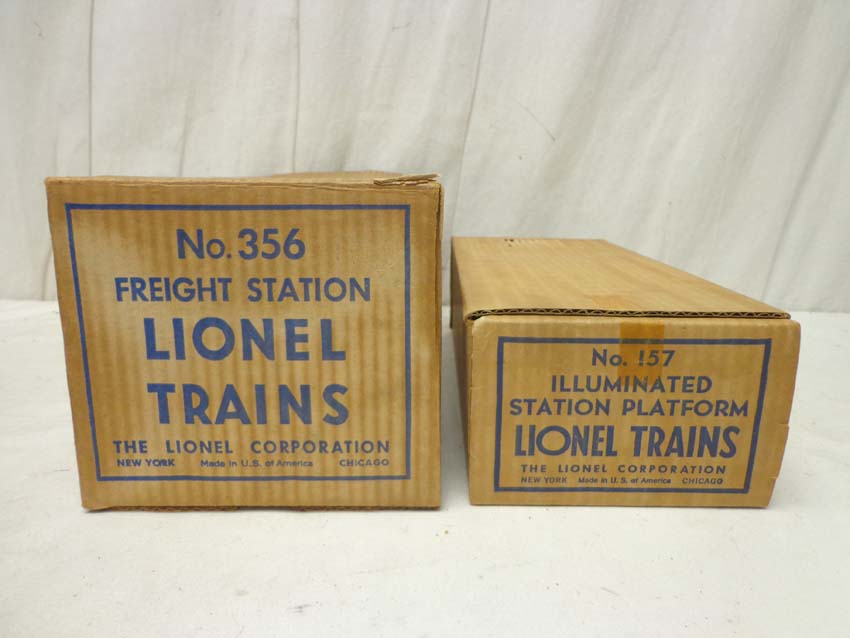 No. 356
FREIGHT STATION
LIONEL
TRAINS
THE LIONEL CORPORATION
NEW YORK Made in U.S. of America CHICAGO
No. 157
ILLUMINATED
STATION PLATFORM
LIONEL TRAINS
THE LIONEL CORPORATION
NEW YORK Made in U. S. of America CHICAGO